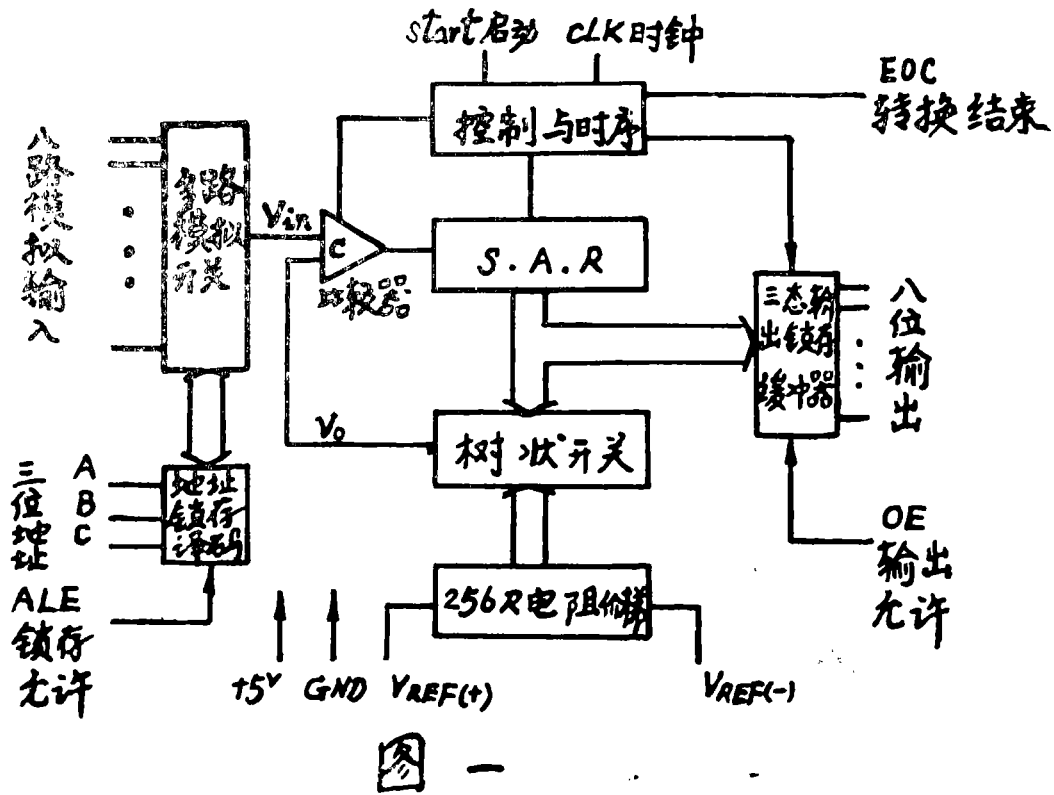 start启动 CLK时钟
EOC
转换结束
控制与时序
八路模拟输入
多路
模拟
开关
Vin
C
比较器
S.A.R
三态输
出锁存
缓冲器
八位输出
V0
树状开关
三位地址
A
B
C
地址
锁存
译码
OE
输出
允许
ALE
锁存
允许
256R电阻阶梯
+5V GND VREF(+) VREF(-)
图一